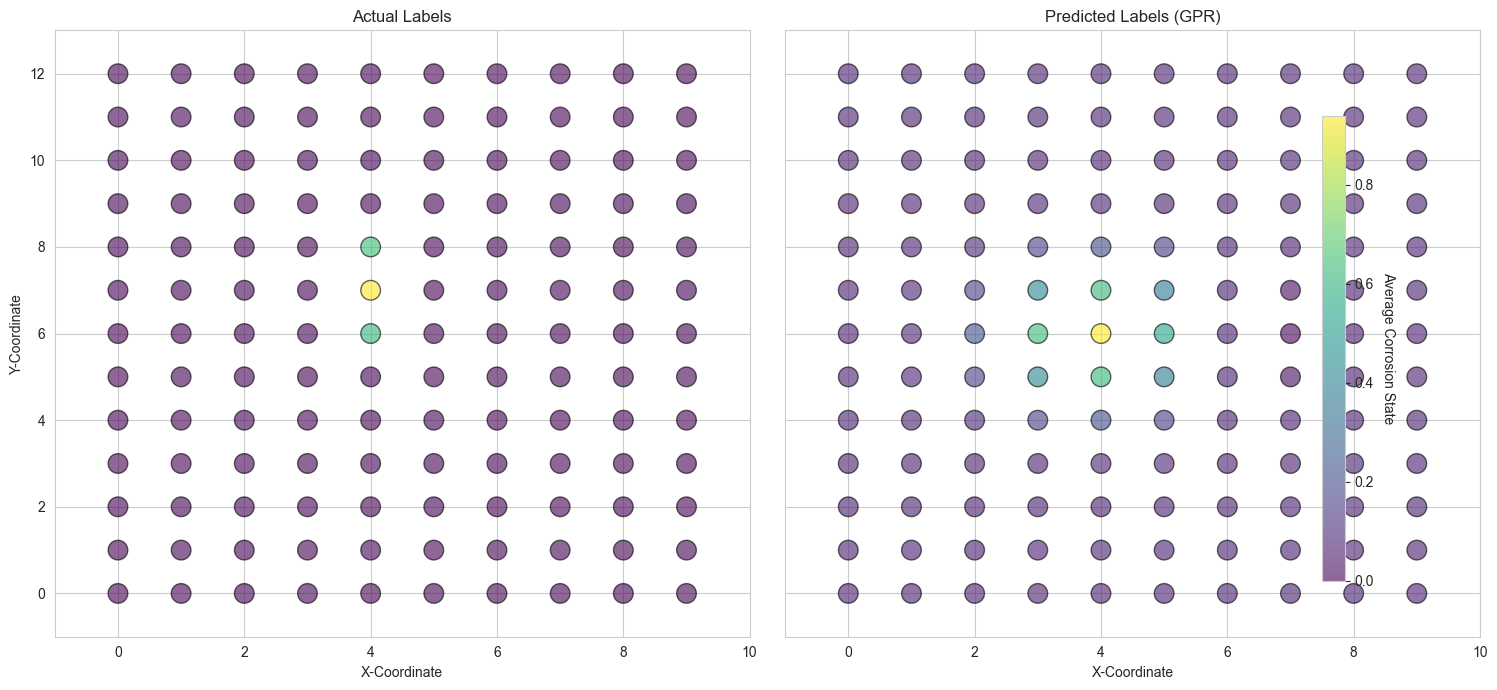 Actual Labels
12
10
8
6
4
2
0
Y-Coordinate
0 2 4 6 8 10
X-Coordinate
Predicted Labels (GPR)
0 2 4 6 8 10
X-Coordinate
0.8
0.6
0.4
0.2
0.0
Average Corrosion State